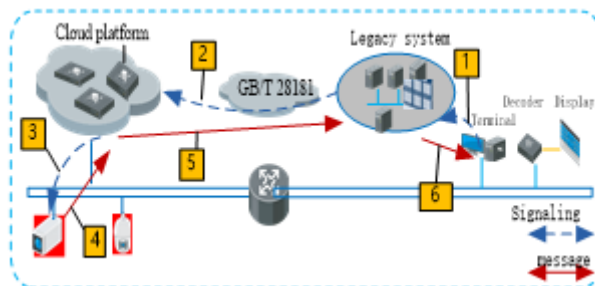 Cloud platform
2
Legacy system
GB/T 28181
1
Terminal
Decoder
Display
3
5
6
4
Signaling
message